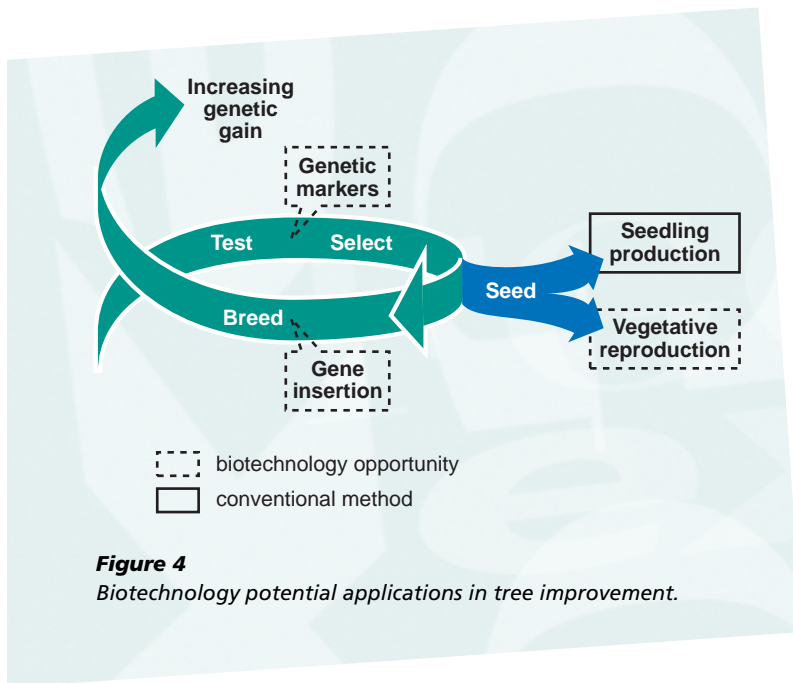 Increasing
genetic
gain
Genetic
markers
Test
Select
Seedling
production
Seed
Breed
Vegetative
reproduction
Gene
insertion
biotechnology opportunity
conventional method
Figure 4
Biotechnology potential applications in tree improvement.